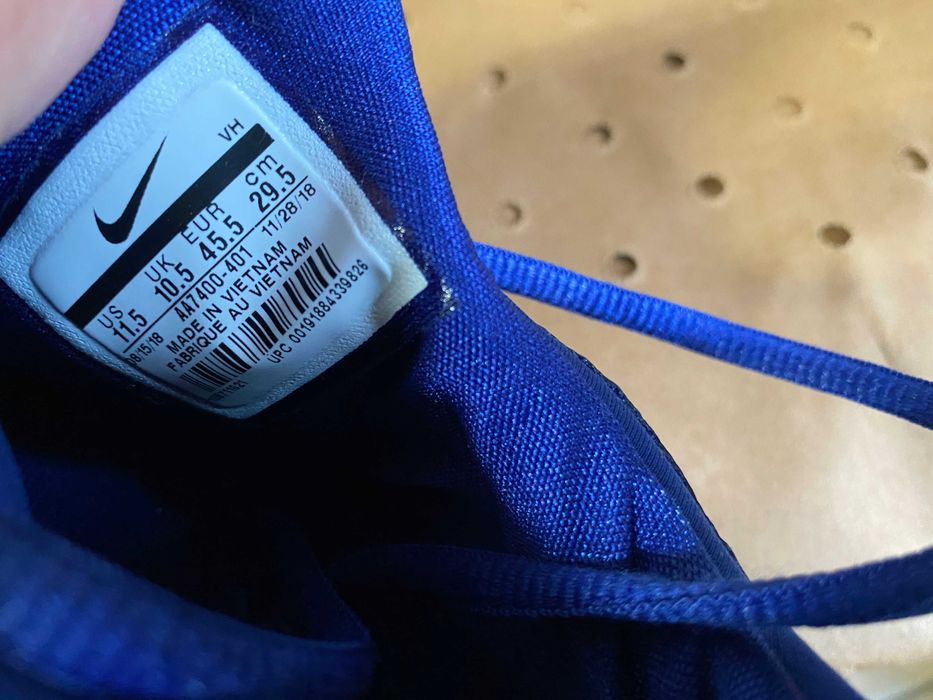 VH
US UK EUR cm
11.5 10.5 45.5 29.5
08/15/18 AA7400-401 11/28/18
MADE IN VIETNAM
FABRIQUE AU VIETNAM
UPC 00191884339826